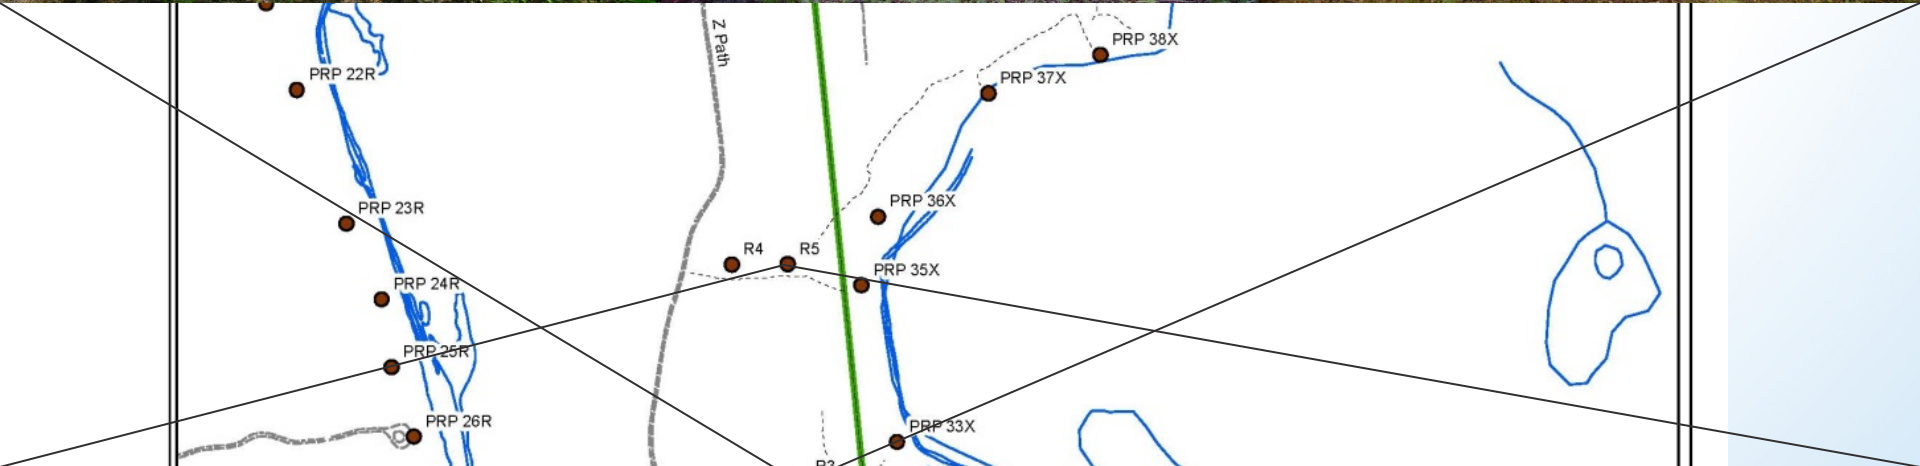 PRP 38X
Z Path
PRP 22R
PRP 37X
PRP 23R
PRP 36X
R4
R5
PRP 35X
PRP 24R
PRP 25R
PRP 26R
PRP 33X